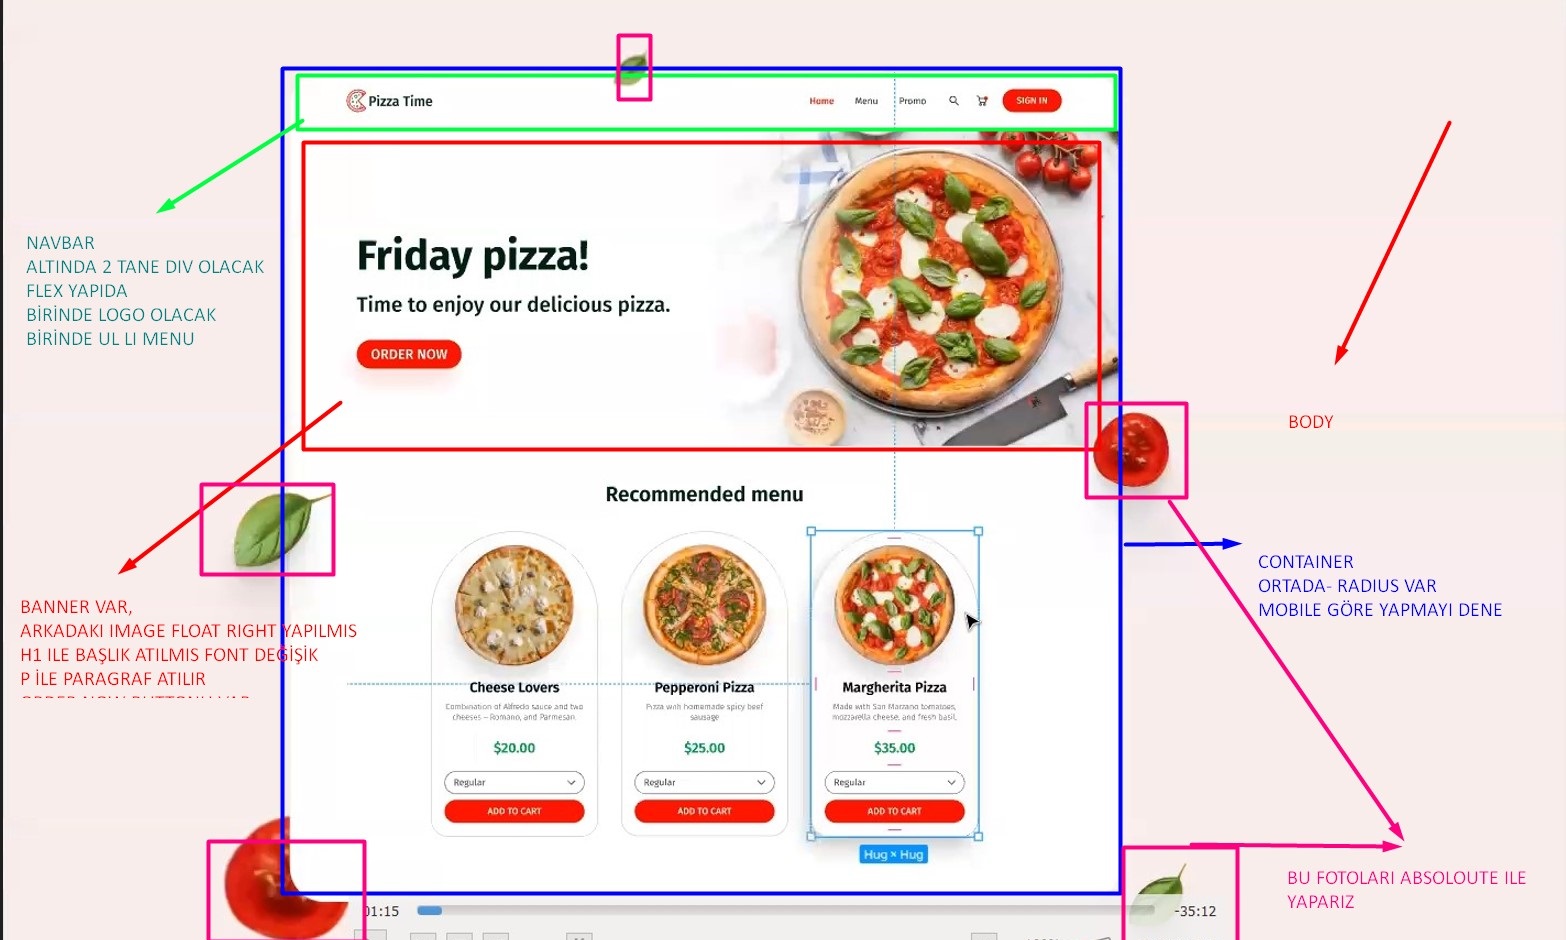 Pizza Time
Home Menu Promo SIGN IN
NAVBAR
ALTINDA 2 TANE DIV OLACAK
FLEX YAPIDA
BİRİNDE LOGO OLACAK
BİRİNDE UL LI MENU
Friday pizza!
Time to enjoy our delicious pizza.
ORDER NOW
BODY
Recommended menu
CONTAINER
ORTADA- RADIUS VAR
MOBILE GÖRE YAPMAYI DENE
BANNER VAR,
ARKADAKI IMAGE FLOAT RIGHT YAPILMIS
H1 ILE BAŞLIK ATILMIS FONT DEĞİŞİK
P İLE PARAGRAF ATILIR
Cheese Lovers
Combination of Alfredo sauce and two
cheeses – Romano, and Parmesan.
$20.00
Regular
ADD TO CART
Pepperoni Pizza
Pizza with homemade spicy beef
sausage
$25.00
Regular
ADD TO CART
Margherita Pizza
Made with San Marzano tomatoes,
mozzarella cheese, and fresh basil.
$35.00
Regular
ADD TO CART
Hug × Hug
BU FOTOLARI ABSOLOUTE ILE
YAPARIZ
01:15 -35:12